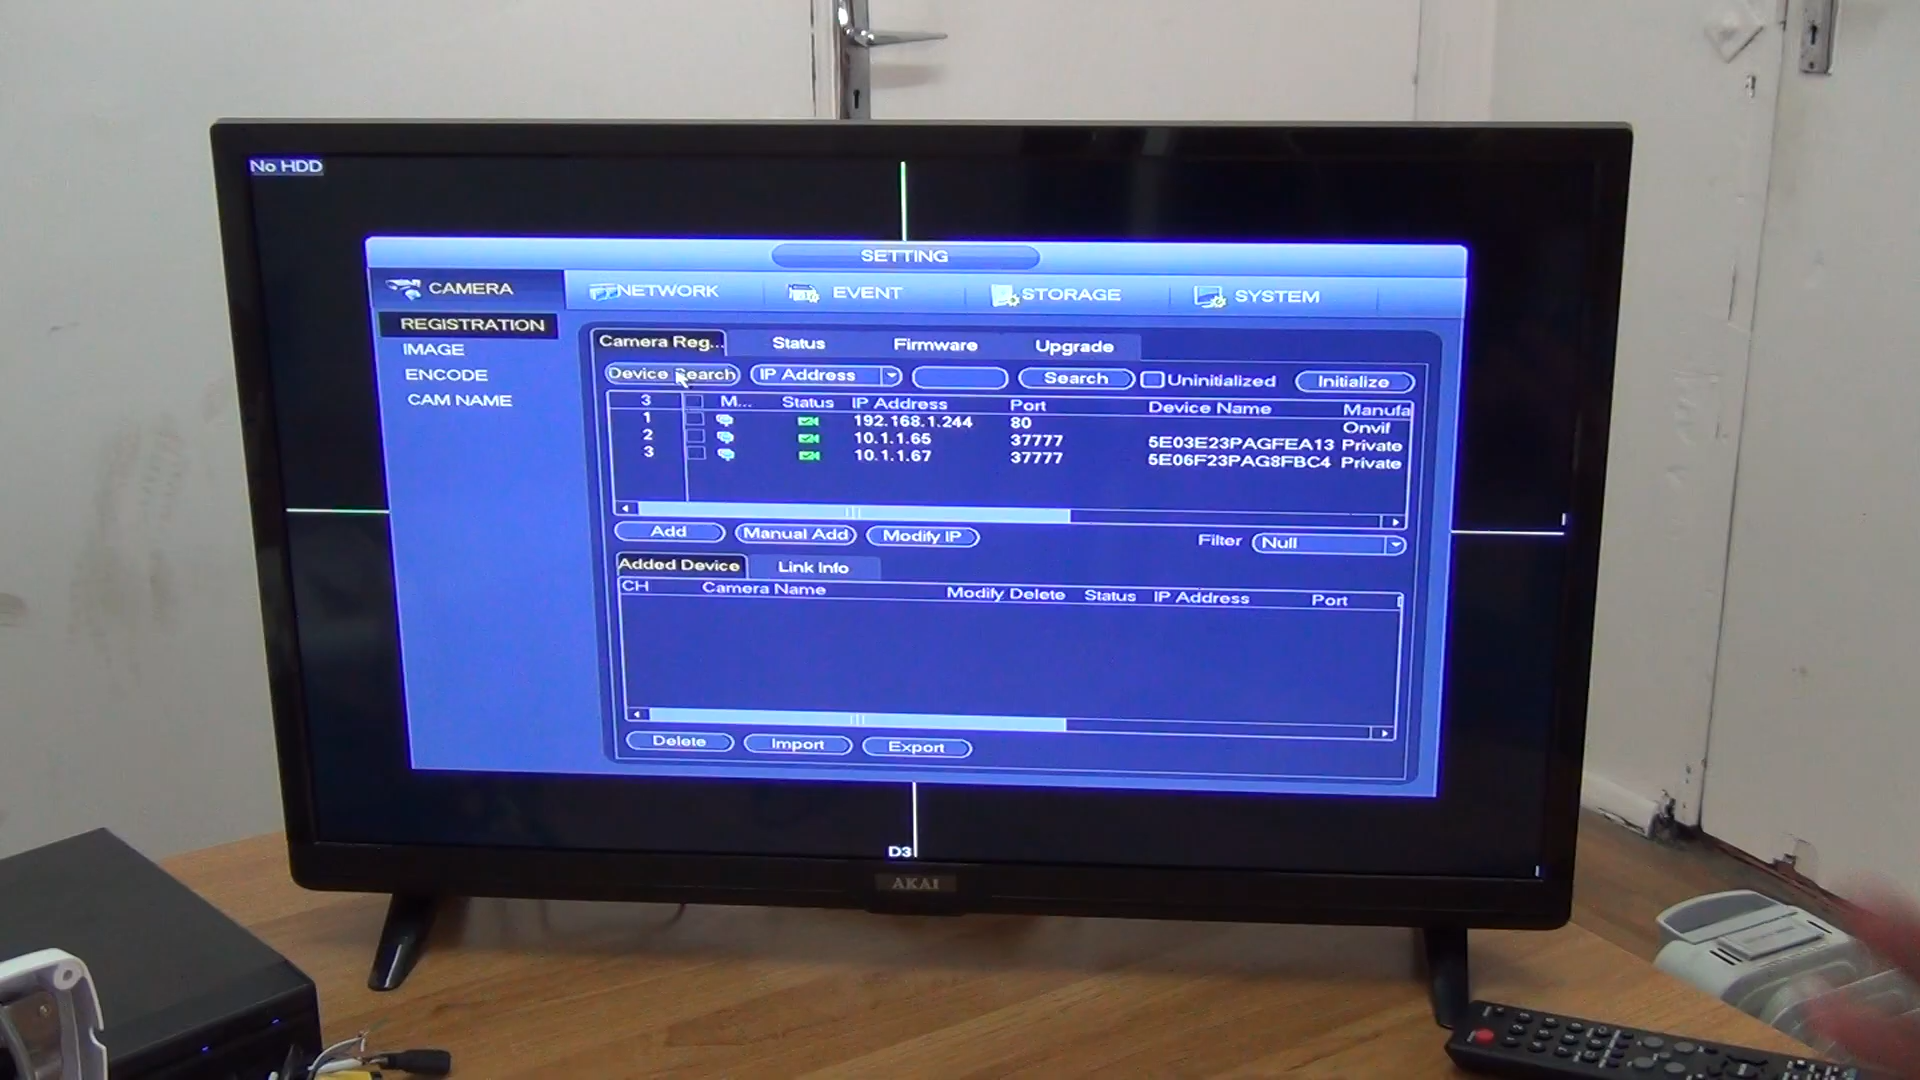 No HDD
SETTING
CAMERA NETWORK EVENT STORAGE SYSTEM
REGISTRATION
IMAGE
ENCODE
CAM NAME
Camera Reg... Status Firmware Upgrade
Device Search IP Address Search Uninitialized Initialize
3 M... Status IP Address Port Device Name Manufa
1 192.168.1.244 80 Onvif
2 10.1.1.65 37777 5E03E23PAGFEA13 Private
3 10.1.1.67 37777 5E06F23PAG8FBC4 Private
Add Manual Add Modify IP Filter Null
Added Device Link Info
CH Camera Name Modify Delete Status IP Address Port
Delete Import Export
D3
AKAI